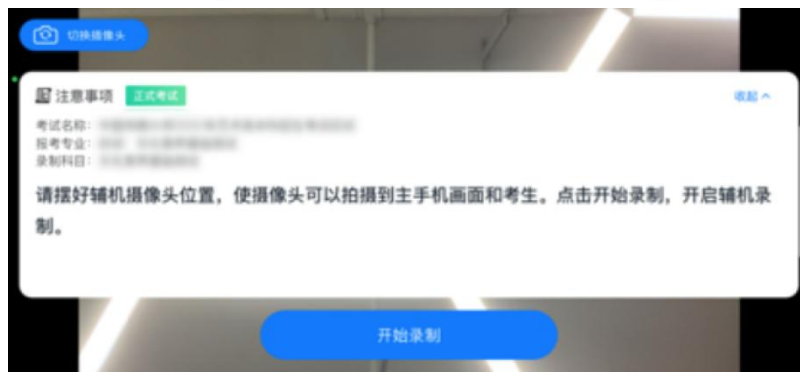 切换摄像头
注意事项 正式考试 收起
考试名称：
报考专业：
录制科目：
请摆好辅机摄像头位置，使摄像头可以拍摄到主手机画面和考生。点击开始录制，开启辅机录
制。
开始录制